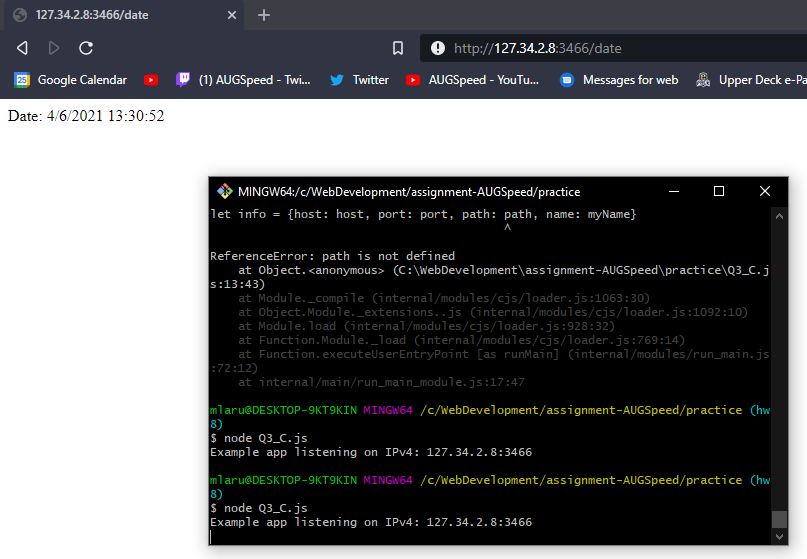 127.34.2.8:3466/date
http://127.34.2.8:3466/date
25 Google Calendar (1) AUGSpeed - Twi... Twitter AUGSpeed - YouTu... Messages for web Upper Deck e-Pa
Date: 4/6/2021 13:30:52
MINGW64:/c/WebDevelopment/assignment-AUGSpeed/practice
let info = {host: host, port: port, path: path, name: myName}
^
ReferenceError: path is not defined
at Object.<anonymous> (C:\WebDevelopment\assignment-AUGSpeed\practice\Q3_C.j
s:13:43)
at Module._compile (internal/modules/cjs/loader.js:1063:30)
at Object.Module._extensions..js (internal/modules/cjs/loader.js:1092:10)
at Module.load (internal/modules/cjs/loader.js:928:32)
at Function.Module._load (internal/modules/cjs/loader.js:769:14)
at Function.executeUserEntryPoint [as runMain] (internal/modules/run_main.js
:72:12)
at internal/main/run_main_module.js:17:47
mlaru@DESKTOP-9KT9KIN MINGW64 /c/WebDevelopment/assignment-AUGSpeed/practice (hw
8)
$ node Q3_C.js
Example app listening on IPv4: 127.34.2.8:3466
mlaru@DESKTOP-9KT9KIN MINGW64 /c/WebDevelopment/assignment-AUGSpeed/practice (hw
8)
$ node Q3_C.js
Example app listening on IPv4: 127.34.2.8:3466